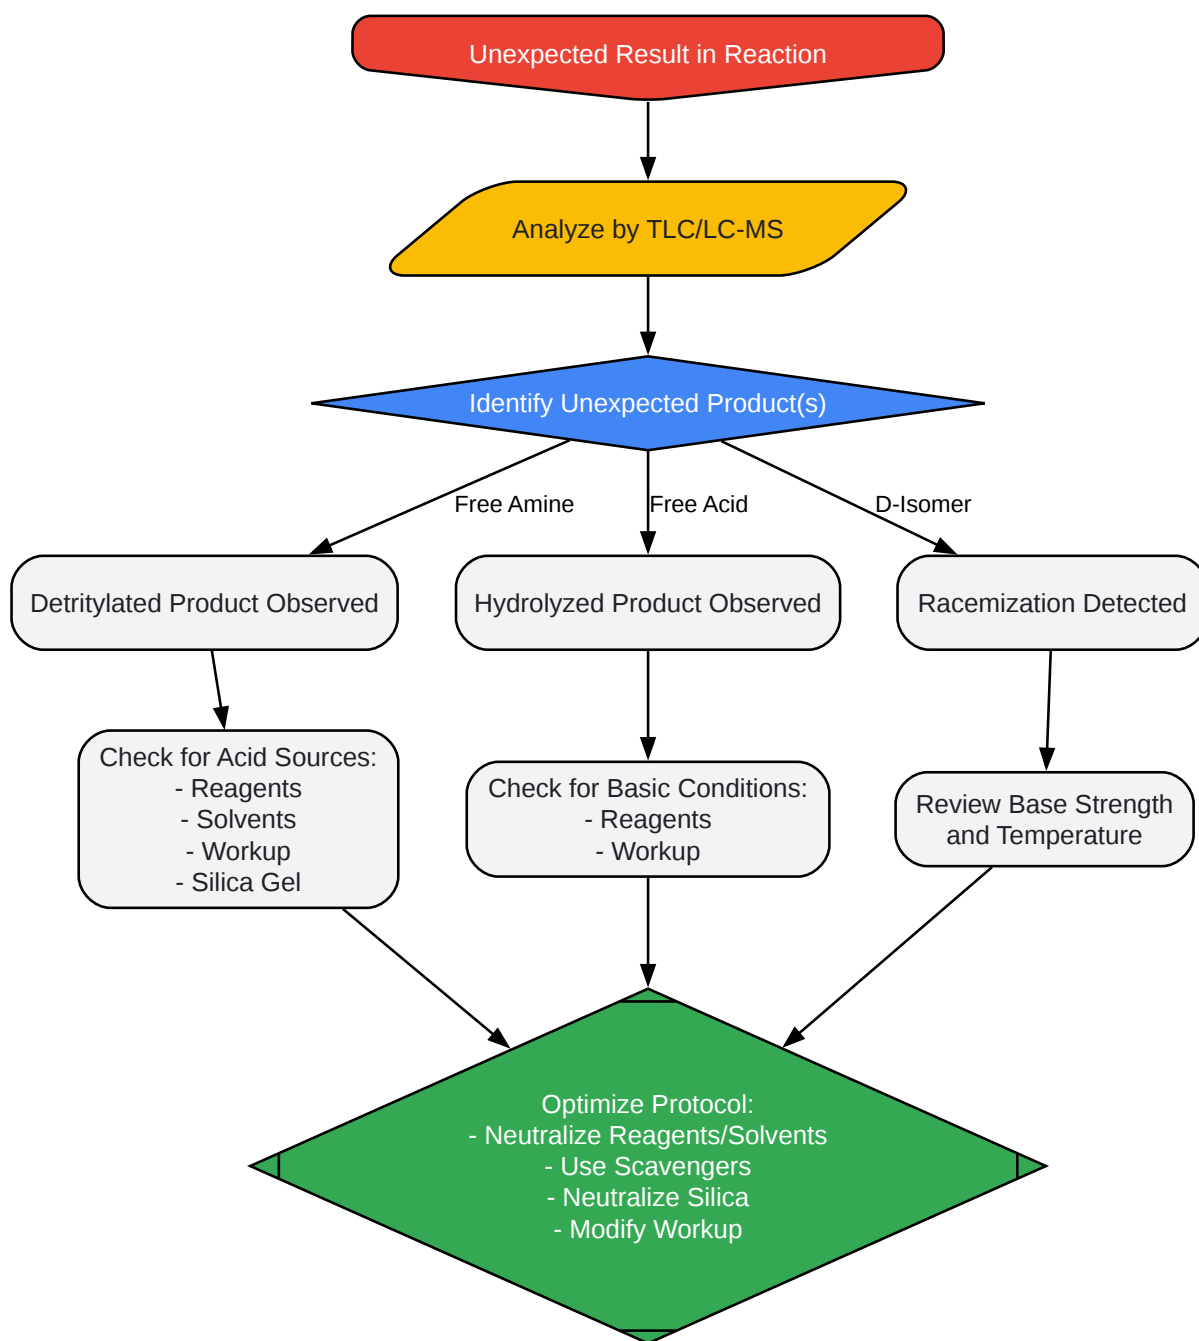 Unexpected Result in Reaction
Analyze by TLC/LC-MS
Identify Unexpected Product(s)
Free Amine
Free Acid
D-Isomer
Detritylated Product Observed
Hydrolyzed Product Observed
Racemization Detected
Check for Acid Sources:
- Reagents
- Solvents
- Workup
- Silica Gel
Check for Basic Conditions:
- Reagents
- Workup
Review Base Strength
and Temperature
Optimize Protocol:
- Neutralize Reagents/Solvents
- Use Scavengers
- Neutralize Silica
- Modify Workup